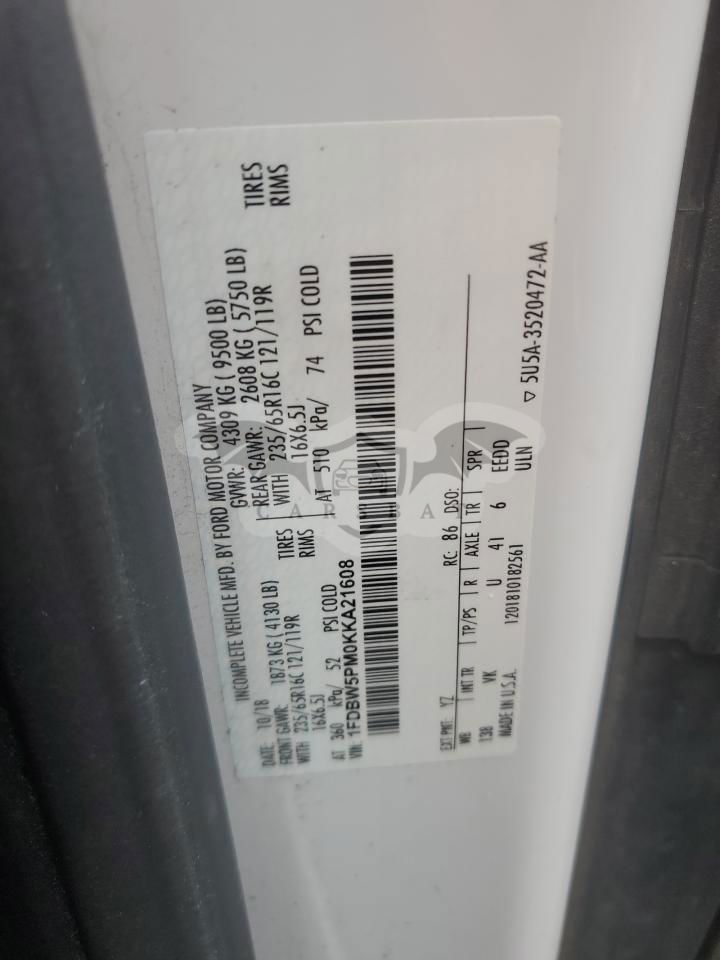 INCOMPLETE VEHICLE MFD. BY FORD MOTOR COMPANY
DATE: 10/18 GVWR: 4309 KG ( 9500 LB)
FRONT GAWR: 1873 KG ( 4130 LB) REAR GAWR: 2608 KG ( 5750 LB)
WITH 235/65R16C 121/119R TIRES WITH 235/65R16C 121/119R TIRES
16X6.5J RIMS 16X6.5J RIMS
AT 360 kPa/ 52 PSI COLD AT 510 kPa/ 74 PSI COLD
VIN: 1FDBW5PM0KKA21608
CARSBA
EXT PNT: YZ RC: 86 DSO:
WB INT TR TP/PS R AXLE TR SPR
138 VK U 41 6 EEDD
MADE IN U.S.A. 1201810182561 ULN
▽ 5U5A-3520472-AA